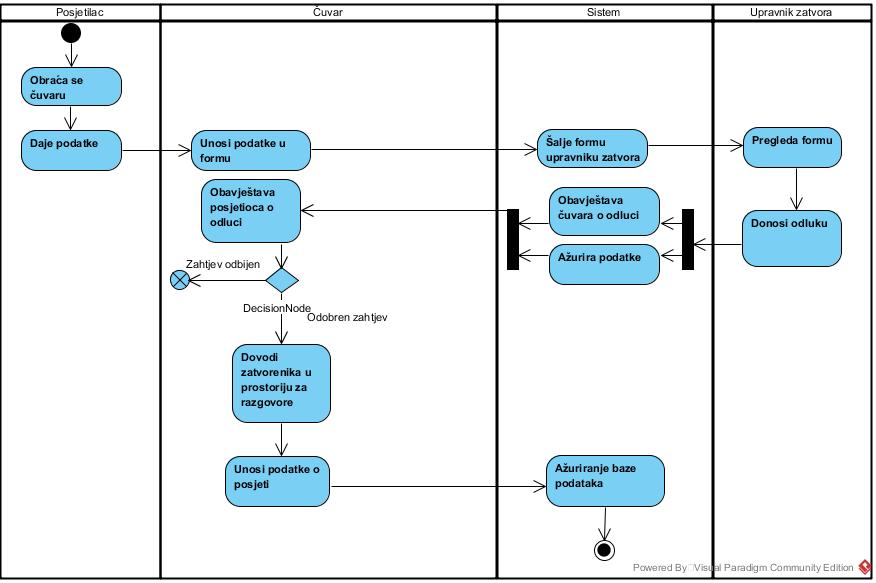 Posjetilac
Čuvar
Sistem
Upravnik zatvora
Obraća se
čuvaru
Daje podatke
Unosi podatke u
formu
Šalje formu
upravniku zatvora
Pregleda formu
Obavještava
posjetioca o
odluci
Obavještava
čuvara o odluci
Donosi odluku
Ažurira podatke
Zahtjev odbijen
DecisionNode
Odobren zahtjev
Dovodi
zatvorenika u
prostoriju za
razgovore
Unosi podatke o
posjeti
Ažuriranje baze
podataka
Powered By Visual Paradigm Community Edition